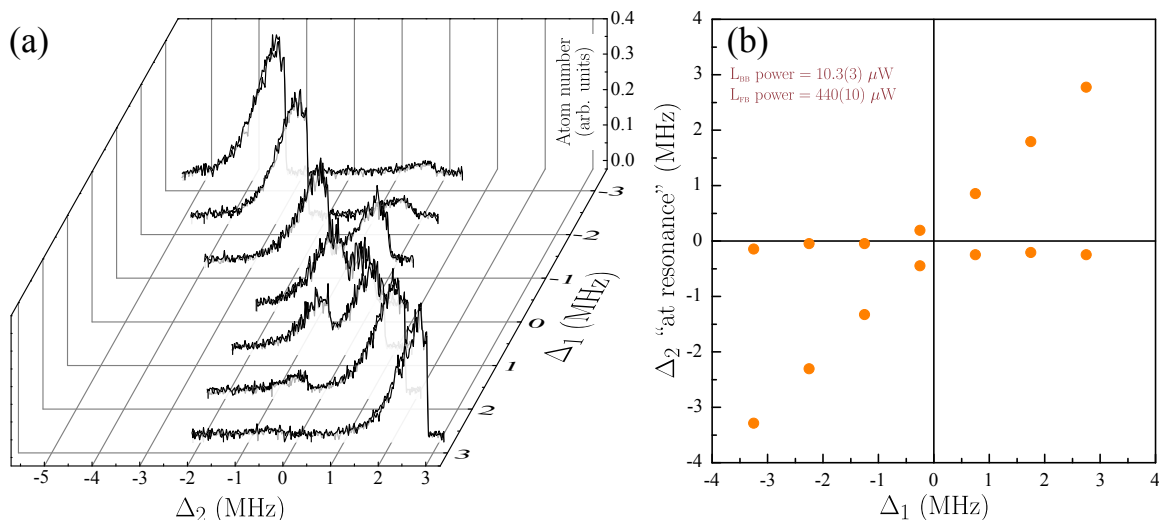 (a)
0.4
0.3
0.2
0.1
0.0
Atom number
(arb. units)
-3
-2
-1
0
1
2
3
Δ₁ (MHz)
-5 -4 -3 -2 -1 0 1 2 3
Δ₂ (MHz)
(b)
L_BB power = 10.3(3) μW
L_FB power = 440(10) μW
4
3
2
1
0
-1
-2
-3
-4
Δ₂ “at resonance” (MHz)
-4 -3 -2 -1 0 1 2 3 4
Δ₁ (MHz)